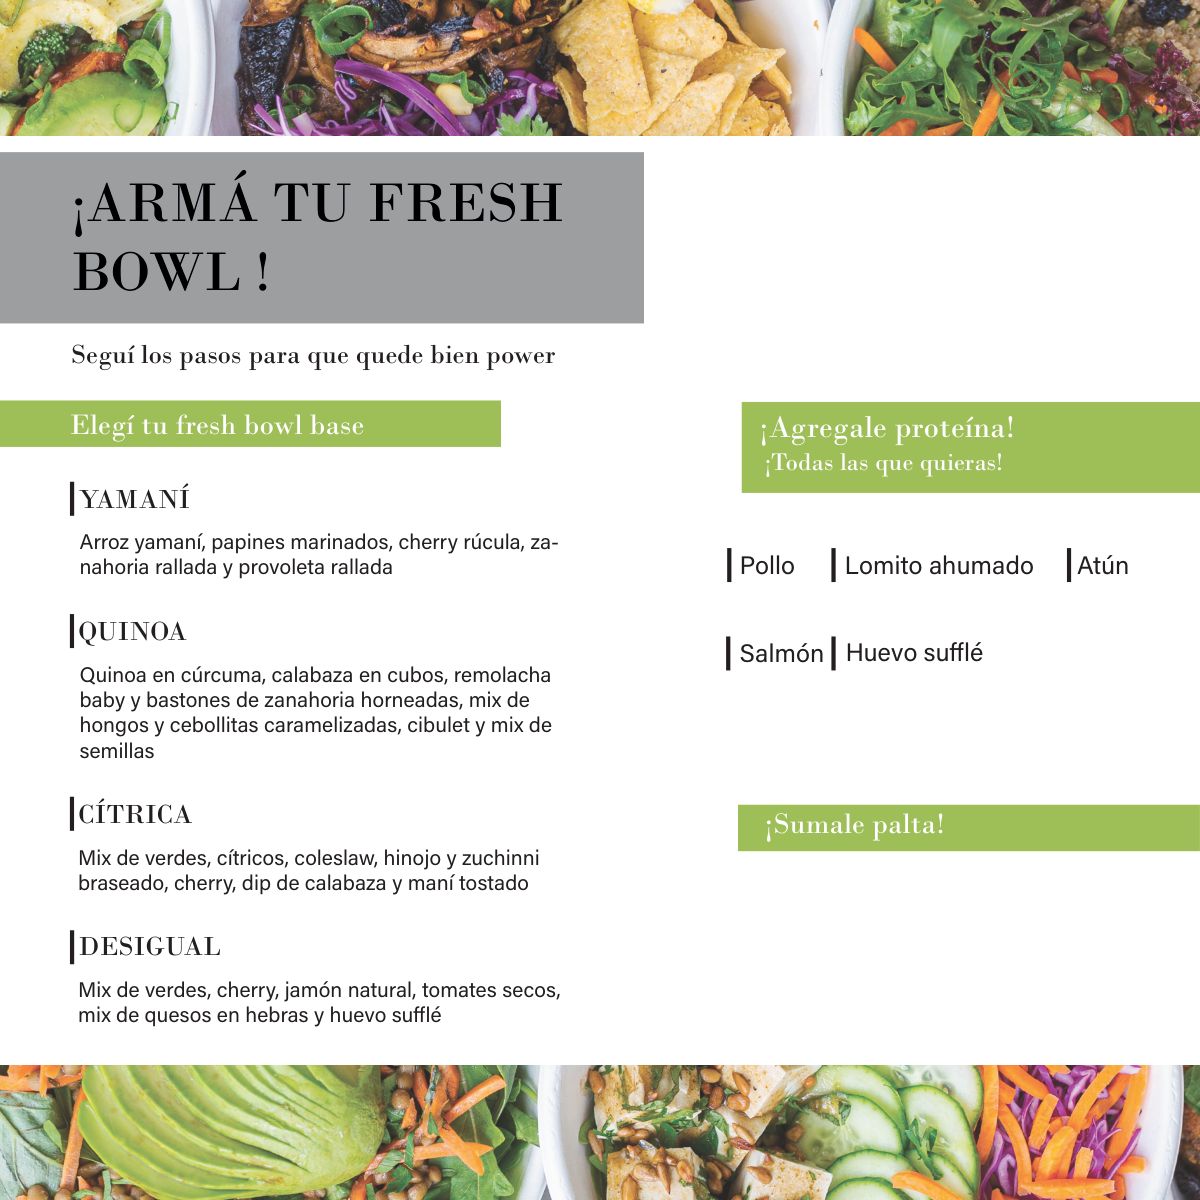 ¡ARMÁ TU FRESH
BOWL !
Seguí los pasos para que quede bien power
Elegí tu fresh bowl base
YAMANÍ
Arroz yamaní, papines marinados, cherry rúcula, za-
nahoria rallada y provoleta rallada
QUINOA
Quinoa en cúrcuma, calabaza en cubos, remolacha
baby y bastones de zanahoria horneadas, mix de
hongos y cebollitas caramelizadas, cibulet y mix de
semillas
CÍTRICA
Mix de verdes, cítricos, coleslaw, hinojo y zuchinni
braseado, cherry, dip de calabaza y maní tostado
DESIGUAL
Mix de verdes, cherry, jamón natural, tomates secos,
mix de quesos en hebras y huevo sufflé
¡Agregale proteína!
¡Todas las que quieras!
Pollo Lomito ahumado Atún
Salmón Huevo sufflé
¡Sumale palta!